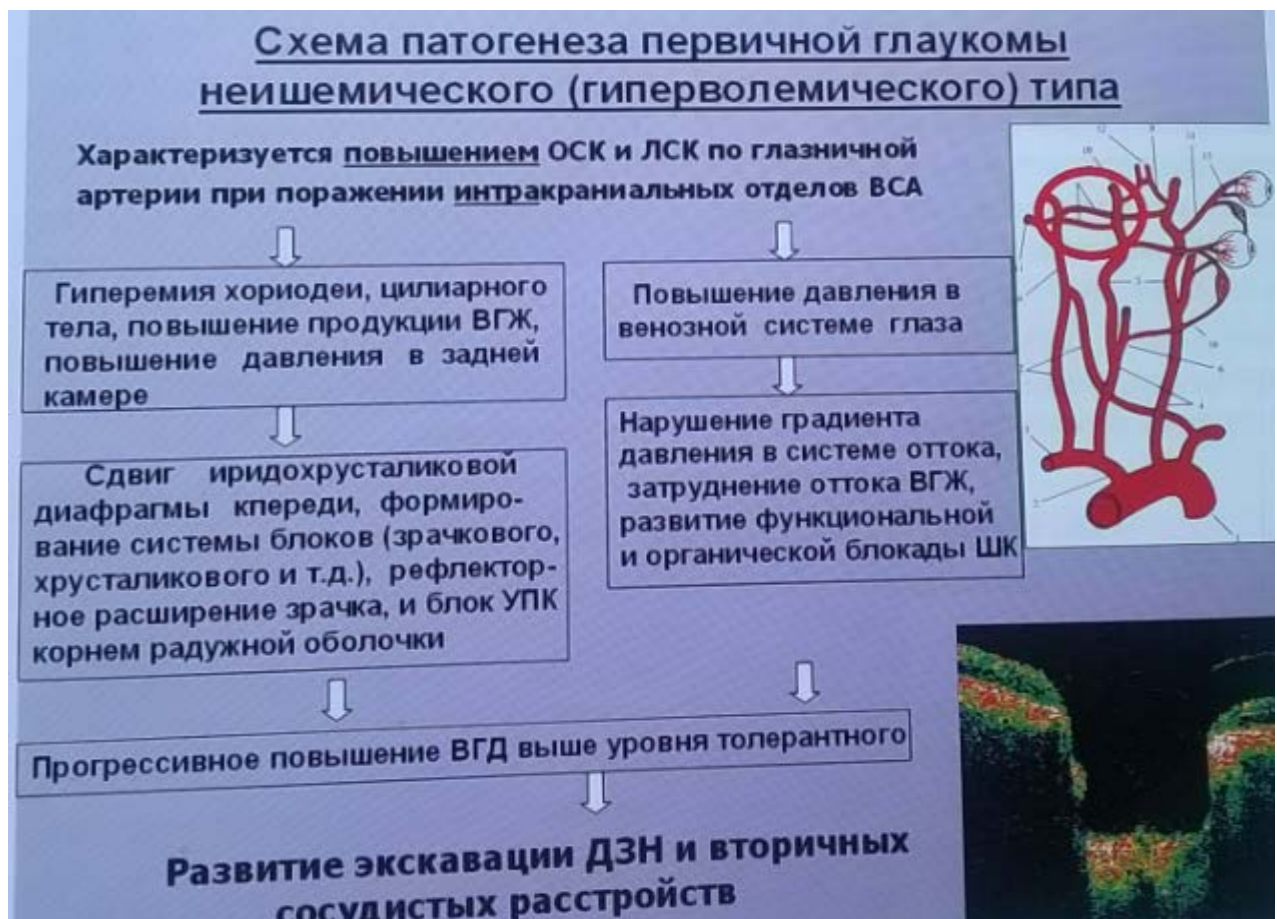 Схема патогенеза первичной глаукомы
неишемического (гиперволемического) типа
Характеризуется повышением ОСК и ЛСК по глазничной
артерии при поражении интракраниальных отделов ВСА
Гиперемия хориодеи, цилиарного
тела, повышение продукции ВГЖ,
повышение давления в задней
камере
Сдвиг иридохрусталиковой
диафрагмы кпереди, формиро-
вание системы блоков (зрачкового,
хрусталикового и т.д.), рефлектор-
ное расширение зрачка, и блок УПК
корнем радужной оболочки
Повышение давления в
венозной системе глаза
Нарушение градиента
давления в системе оттока,
затруднение оттока ВГЖ,
развитие функциональной
и органической блокады ШК
Прогрессивное повышение ВГД выше уровня толерантного
Развитие экскавации ДЗН и вторичных
сосудистых расстройств